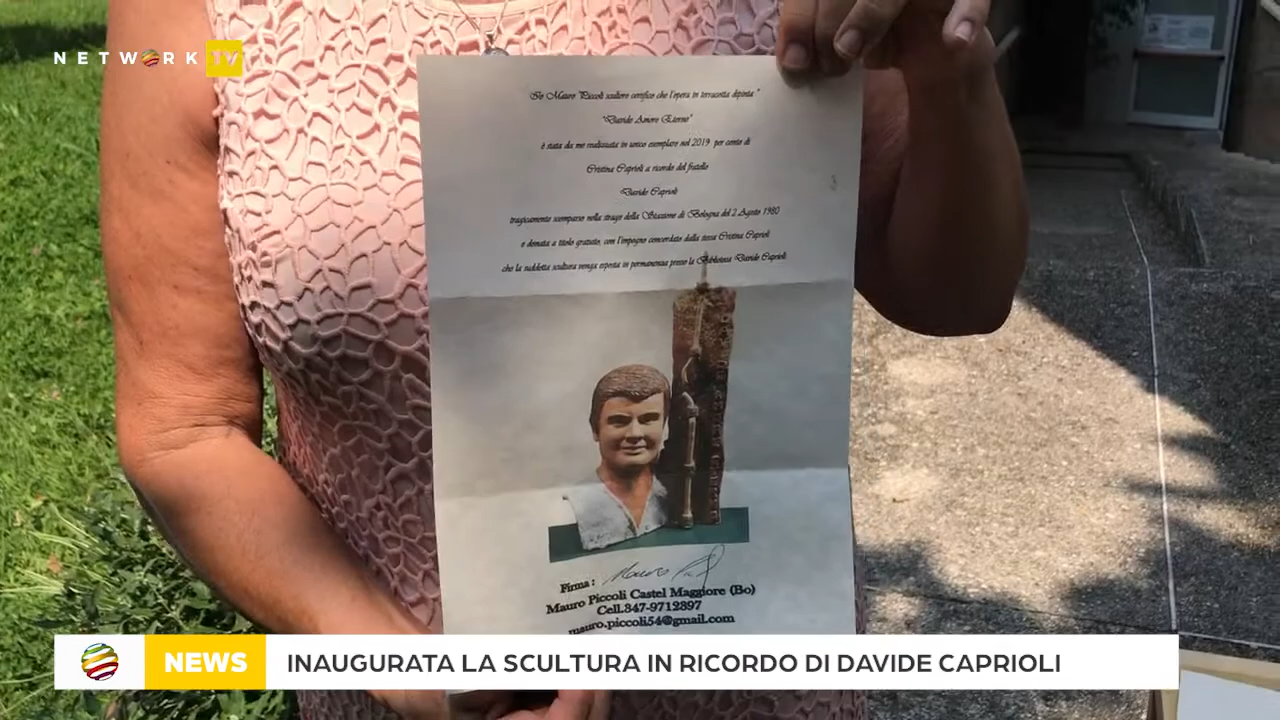 NETWORK TV
Io Mauro Piccoli scultore certifico che l'opera in terracotta dipinta "
"Davide Amore Eterno"
è stata da me realizzata in unico esemplare nel 2019 per conto di
Cristina Caprioli a ricordo del fratello
Davide Caprioli
tragicamente scomparso nella strage della Stazione di Bologna del 2 Agosto 1980
e donata a titolo gratuito, con l'impegno concordato dalla stessa Cristina Caprioli
che la suddetta scultura venga esposta in permanenza presso la Biblioteca Davide Caprioli
Firma :
Mauro Piccoli Castel Maggiore (Bo)
Cell.347-9712397
mauro.piccoli54@gmail.com
NEWS INAUGURATA LA SCULTURA IN RICORDO DI DAVIDE CAPRIOLI